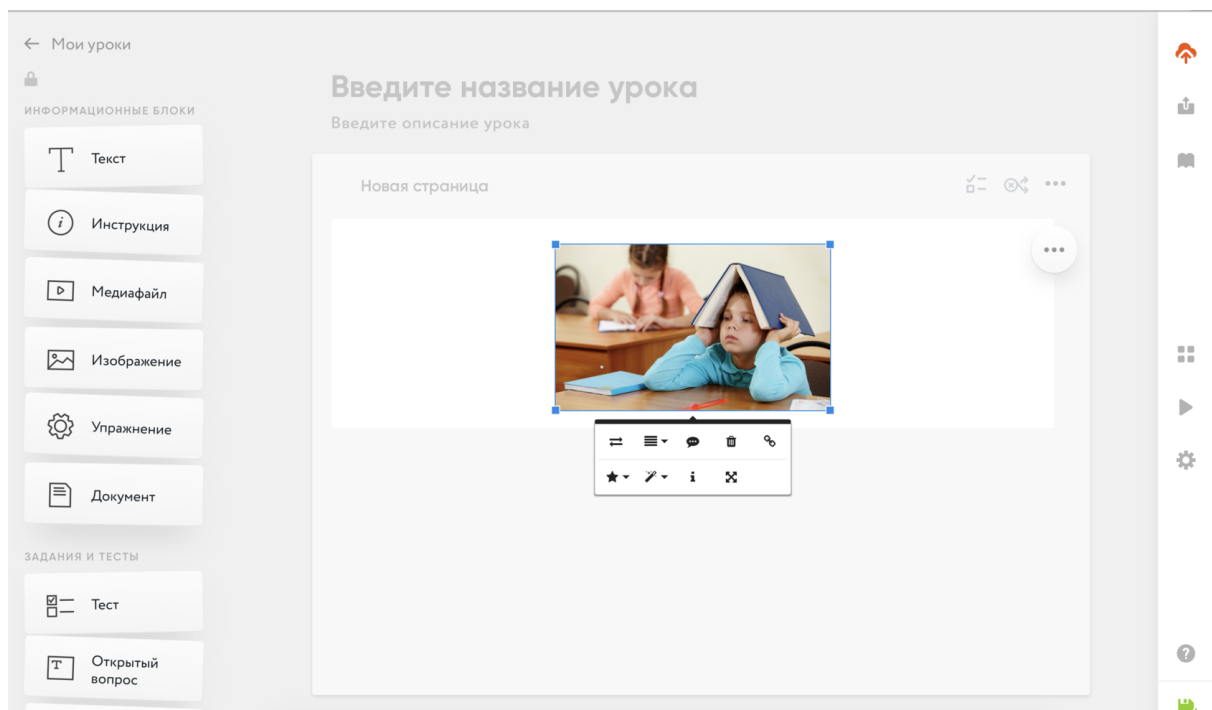 ← Мои уроки
ИНФОРМАЦИОННЫЕ БЛОКИ
Текст
Инструкция
Медиафайл
Изображение
Упражнение
Документ
ЗАДАНИЯ И ТЕСТЫ
Тест
Открытый
вопрос
Введите название урока
Введите описание урока
Новая страница